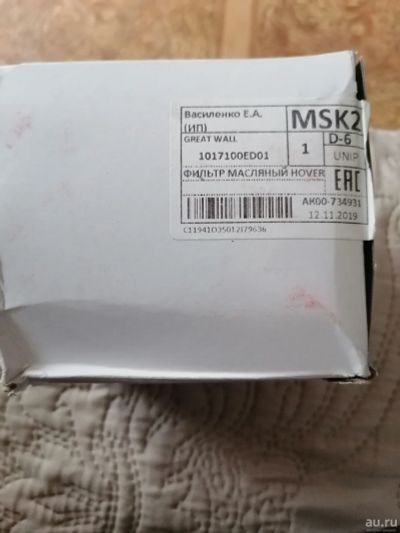 Василенко Е.А.
(ИП)
MSK2
GREAT WALL
1017100ED01
1
D-6
UNIP
ФИЛЬТР МАСЛЯНЫЙ HOVER
EAC
AK00-734931
12.11.2019
C11941O35012I79636
au.ru